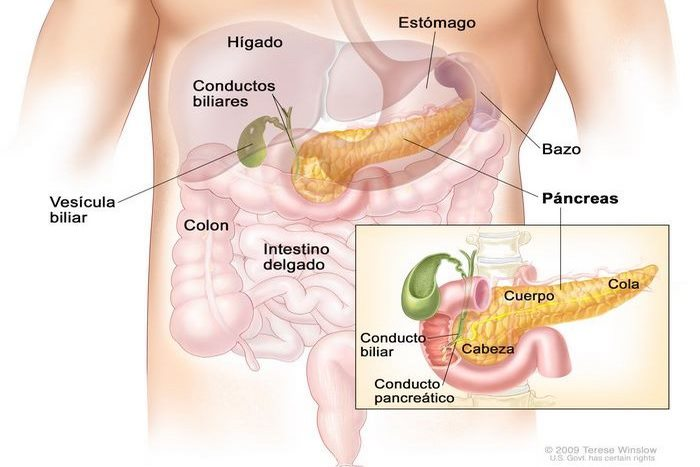 Estómago
Hígado
Conductos
biliares
Bazo
Páncreas
Vesícula
biliar
Colon
Intestino
delgado
Cola
Cuerpo
Conducto
biliar
Cabeza
Conducto
pancreático
© 2009 Terese Winslow
U.S. Govt. has certain rights